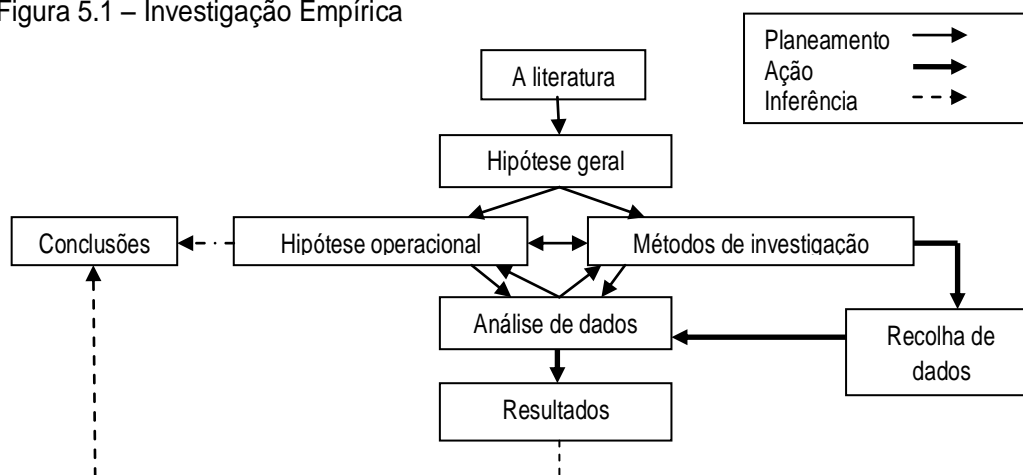 Figura 5.1 – Investigação Empírica
Planeamento
Ação
Inferência
A literatura
Hipótese geral
Conclusões
Hipótese operacional
Métodos de investigação
Análise de dados
Recolha de
dados
Resultados